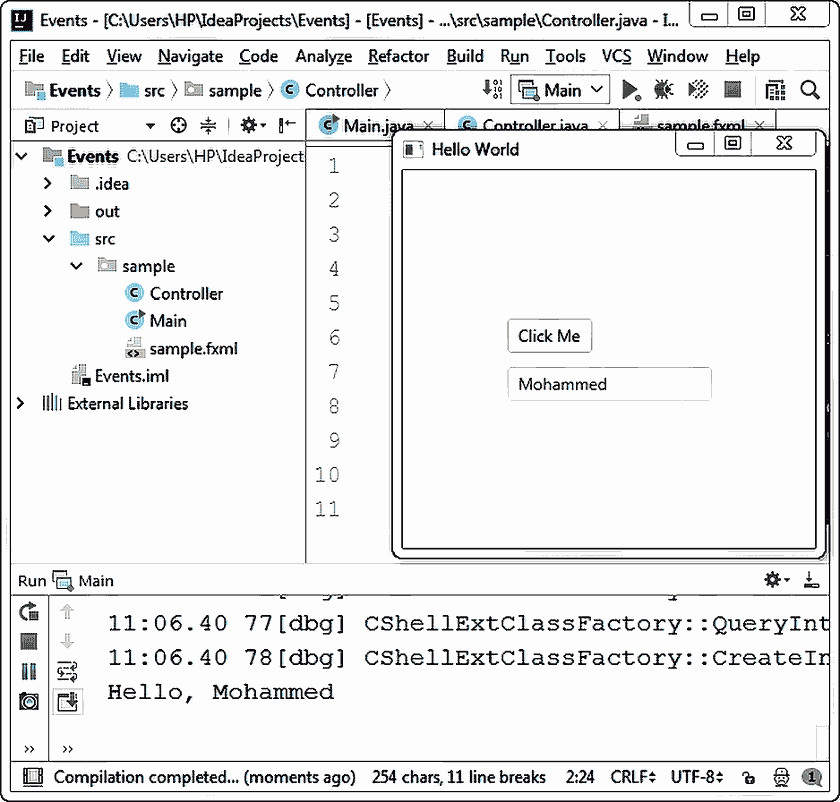 Events - [C:\Users\HP\IdeaProjects\Events] - [Events] - ...\src\sample\Controller.java - I...
File Edit View Navigate Code Analyze Refactor Build Run Tools VCS Window Help
Events src sample Controller Main
Project
Main.java Controller.java sample.fxml
Events C:\Users\HP\IdeaProject
.idea
out
src
sample
Controller
Main
sample.fxml
Events.iml
External Libraries
1
2
3
4
5
6
7
8
9
10
11
Hello World
Click Me
Mohammed
Run Main
11:06.40 77[dbg] CShellExtClassFactory::QueryInt
11:06.40 78[dbg] CShellExtClassFactory::CreateIn
Hello, Mohammed
Compilation completed... (moments ago) 254 chars, 11 line breaks 2:24 CRLF UTF-8 1